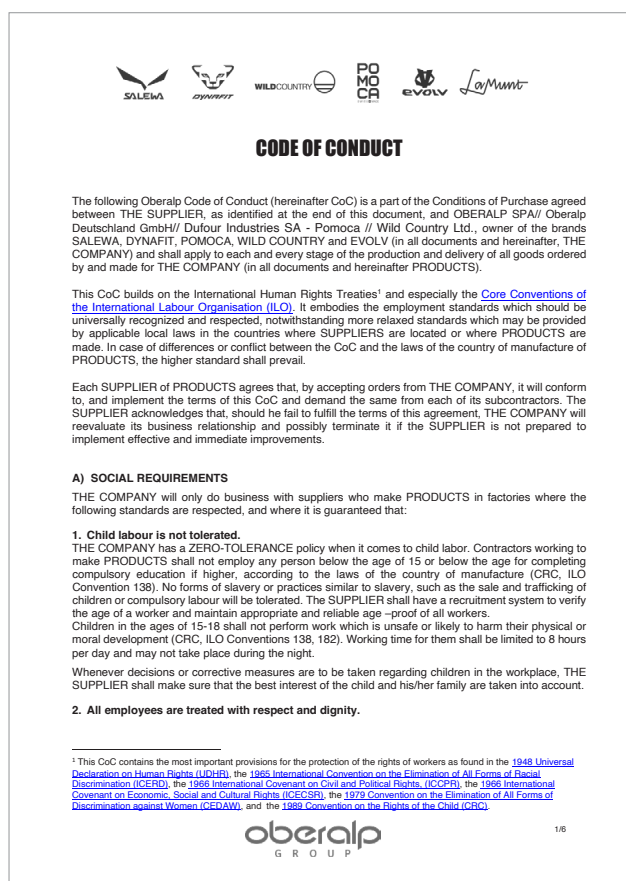 SALEWA
DYNAFIT
WILDCOUNTRY
PO
MO
CA
evolv
LaMunt
CODE OF CONDUCT
The following Oberalp Code of Conduct (hereinafter CoC) is a part of the Conditions of Purchase agreed
between THE SUPPLIER, as identified at the end of this document, and OBERALP SPA// Oberalp
Deutschland GmbH// Dufour Industries SA - Pomoca // Wild Country Ltd., owner of the brands
SALEWA, DYNAFIT, POMOCA, WILD COUNTRY and EVOLV (in all documents and hereinafter, THE
COMPANY) and shall apply to each and every stage of the production and delivery of all goods ordered
by and made for THE COMPANY (in all documents and hereinafter PRODUCTS).
This CoC builds on the International Human Rights Treaties¹ and especially the Core Conventions of
the International Labour Organisation (ILO). It embodies the employment standards which should be
universally recognized and respected, notwithstanding more relaxed standards which may be provided
by applicable local laws in the countries where SUPPLIERS are located or where PRODUCTS are
made. In case of differences or conflict between the CoC and the laws of the country of manufacture of
PRODUCTS, the higher standard shall prevail.
Each SUPPLIER of PRODUCTS agrees that, by accepting orders from THE COMPANY, it will conform
to, and implement the terms of this CoC and demand the same from each of its subcontractors. The
SUPPLIER acknowledges that, should he fail to fulfill the terms of this agreement, THE COMPANY will
reevaluate its business relationship and possibly terminate it if the SUPPLIER is not prepared to
implement effective and immediate improvements.
A) SOCIAL REQUIREMENTS
THE COMPANY will only do business with suppliers who make PRODUCTS in factories where the
following standards are respected, and where it is guaranteed that:
1. Child labour is not tolerated.
THE COMPANY has a ZERO-TOLERANCE policy when it comes to child labor. Contractors working to
make PRODUCTS shall not employ any person below the age of 15 or below the age for completing
compulsory education if higher, according to the laws of the country of manufacture (CRC, ILO
Convention 138). No forms of slavery or practices similar to slavery, such as the sale and trafficking of
children or compulsory labour will be tolerated. The SUPPLIER shall have a recruitment system to verify
the age of a worker and maintain appropriate and reliable age –proof of all workers.
Children in the ages of 15-18 shall not perform work which is unsafe or likely to harm their physical or
moral development (CRC, ILO Conventions 138, 182). Working time for them shall be limited to 8 hours
per day and may not take place during the night.
Whenever decisions or corrective measures are to be taken regarding children in the workplace, THE
SUPPLIER shall make sure that the best interest of the child and his/her family are taken into account.
2. All employees are treated with respect and dignity.
¹ This CoC contains the most important provisions for the protection of the rights of workers as found in the 1948 Universal
Declaration on Human Rights (UDHR), the 1965 International Convention on the Elimination of All Forms of Racial
Discrimination (ICERD), the 1966 International Covenant on Civil and Political Rights, (ICCPR), the 1966 International
Covenant on Economic, Social and Cultural Rights (ICECSR), the 1979 Convention on the Elimination of All Forms of
Discrimination against Women (CEDAW), and the 1989 Convention on the Rights of the Child (CRC).
oberalp
GROUP
1/6